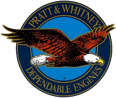 PRATT & WHITNEY
DEPENDABLE ENGINES